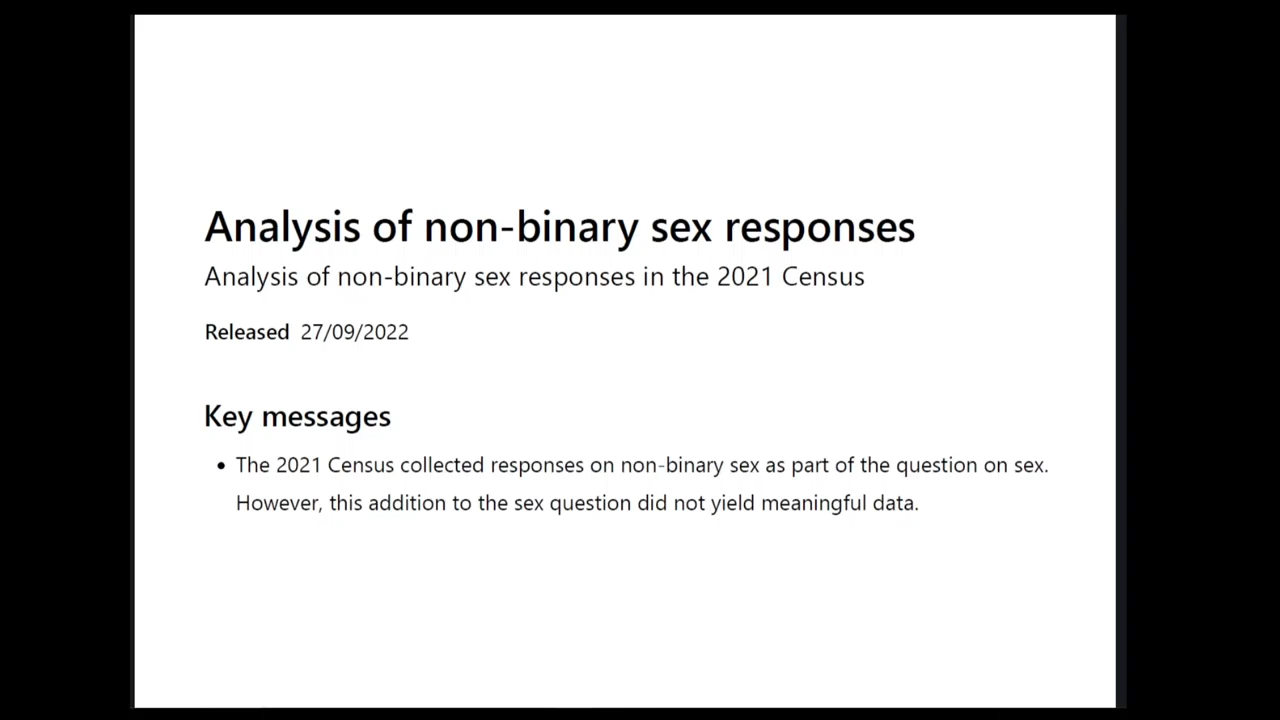 Analysis of non-binary sex responses
Analysis of non-binary sex responses in the 2021 Census
Released 27/09/2022
Key messages
• The 2021 Census collected responses on non-binary sex as part of the question on sex.
However, this addition to the sex question did not yield meaningful data.